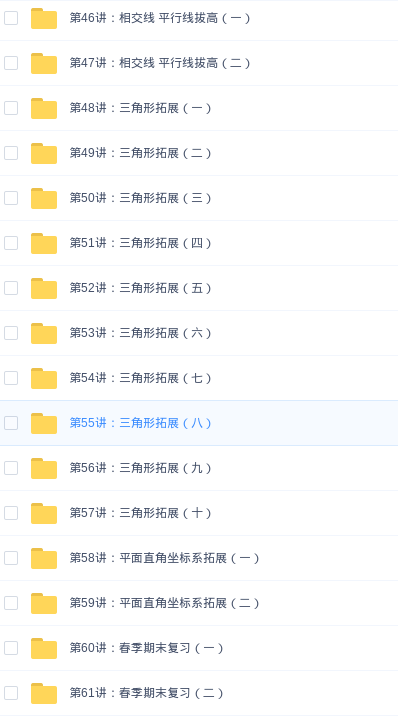 第46讲：相交线 平行线拔高（一）
第47讲：相交线 平行线拔高（二）
第48讲：三角形拓展（一）
第49讲：三角形拓展（二）
第50讲：三角形拓展（三）
第51讲：三角形拓展（四）
第52讲：三角形拓展（五）
第53讲：三角形拓展（六）
第54讲：三角形拓展（七）
第55讲：三角形拓展（八）
第56讲：三角形拓展（九）
第57讲：三角形拓展（十）
第58讲：平面直角坐标系拓展（一）
第59讲：平面直角坐标系拓展（二）
第60讲：春季期末复习（一）
第61讲：春季期末复习（二）